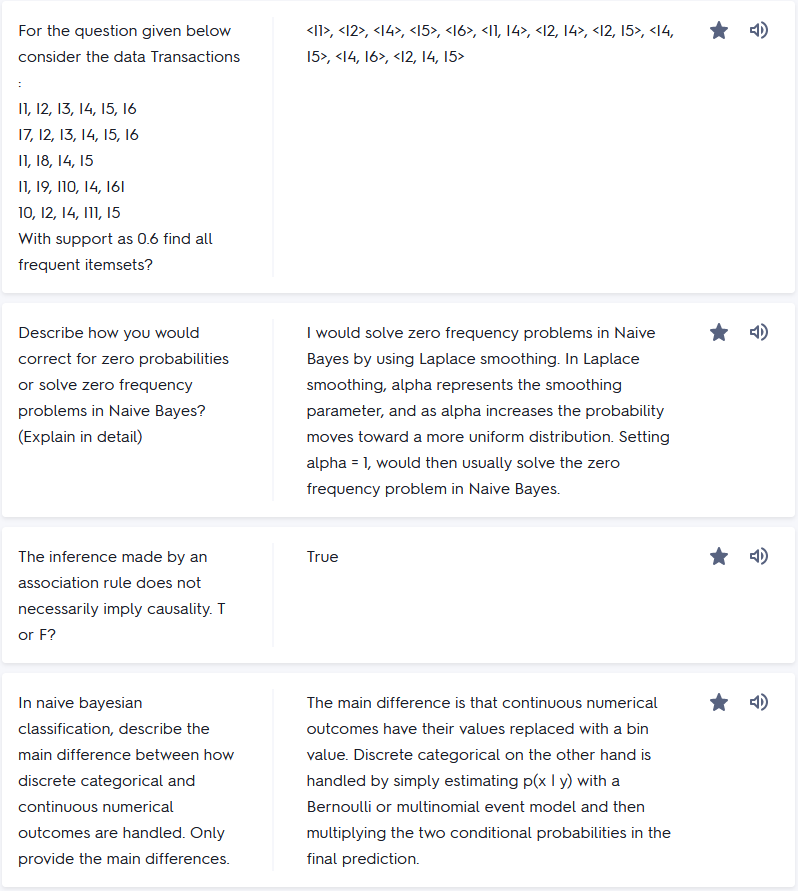 For the question given below
consider the data Transactions
:
I1, I2, I3, I4, I5, I6
I7, I2, I3, I4, I5, I6
I1, I8, I4, I5
I1, I9, I10, I4, I6I
10, I2, I4, I11, I5
With support as 0.6 find all
frequent itemsets?
<I1>, <I2>, <I4>, <I5>, <I6>, <I1, I4>, <I2, I4>, <I2, I5>, <I4,
I5>, <I4, I6>, <I2, I4, I5>
Describe how you would
correct for zero probabilities
or solve zero frequency
problems in Naive Bayes?
(Explain in detail)
I would solve zero frequency problems in Naive
Bayes by using Laplace smoothing. In Laplace
smoothing, alpha represents the smoothing
parameter, and as alpha increases the probability
moves toward a more uniform distribution. Setting
alpha = 1, would then usually solve the zero
frequency problem in Naive Bayes.
The inference made by an
association rule does not
necessarily imply causality. T
or F?
True
In naive bayesian
classification, describe the
main difference between how
discrete categorical and
continuous numerical
outcomes are handled. Only
provide the main differences.
The main difference is that continuous numerical
outcomes have their values replaced with a bin
value. Discrete categorical on the other hand is
handled by simply estimating p(x | y) with a
Bernoulli or multinomial event model and then
multiplying the two conditional probabilities in the
final prediction.